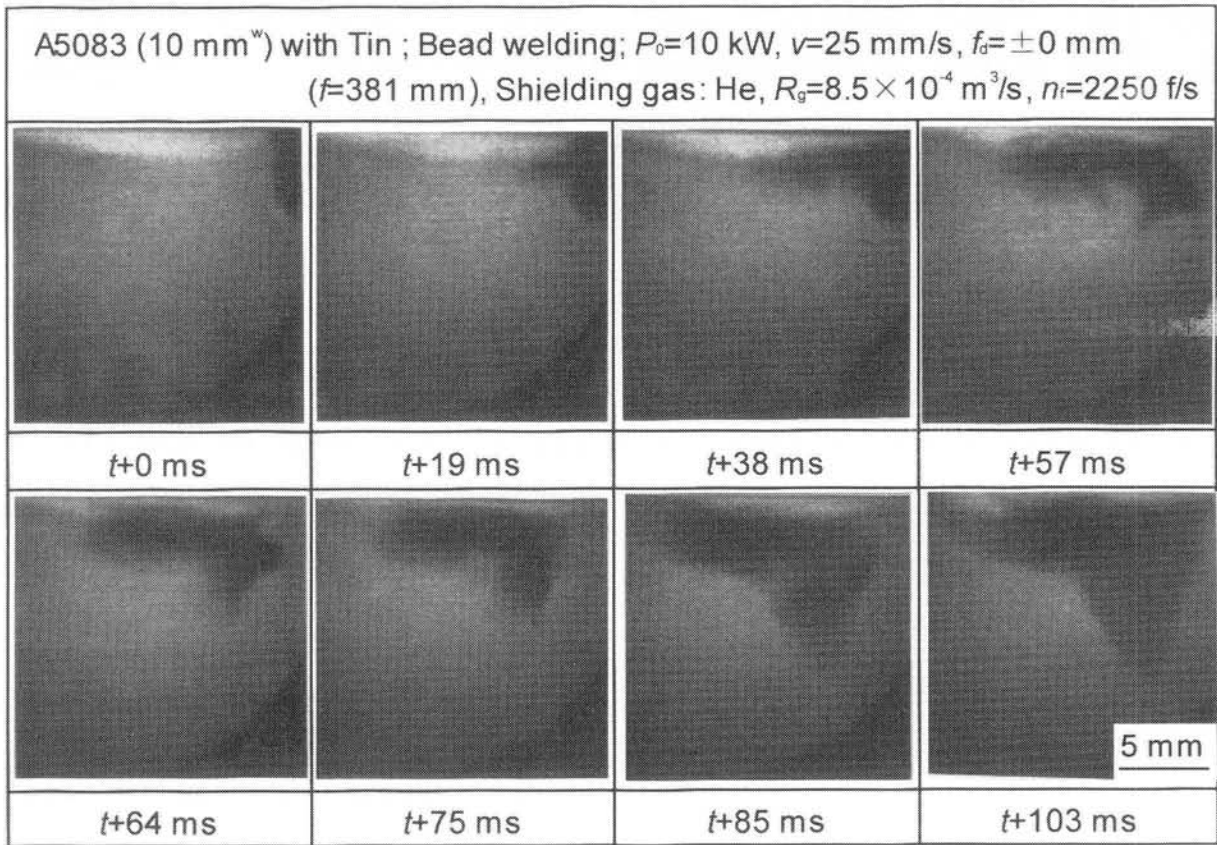 A5083 (10 mmʷ) with Tin ; Bead welding; P₀=10 kW, v=25 mm/s, f_d=±0 mm
(f=381 mm), Shielding gas: He, R_g=8.5×10⁻⁴ m³/s, n_f=2250 f/s
t+0 ms t+19 ms t+38 ms t+57 ms
5 mm
t+64 ms t+75 ms t+85 ms t+103 ms